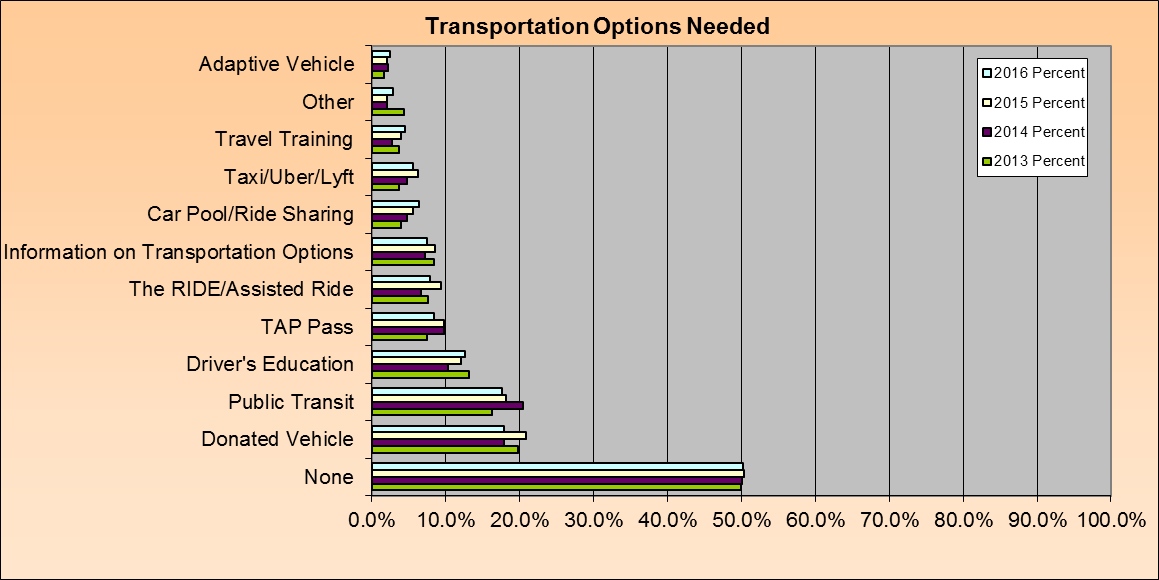 Transportation Options Needed
Adaptive Vehicle
Other
Travel Training
Taxi/Uber/Lyft
Car Pool/Ride Sharing
Information on Transportation Options
The RIDE/Assisted Ride
TAP Pass
Driver's Education
Public Transit
Donated Vehicle
None
2016 Percent
2015 Percent
2014 Percent
2013 Percent
0.0% 10.0% 20.0% 30.0% 40.0% 50.0% 60.0% 70.0% 80.0% 90.0% 100.0%